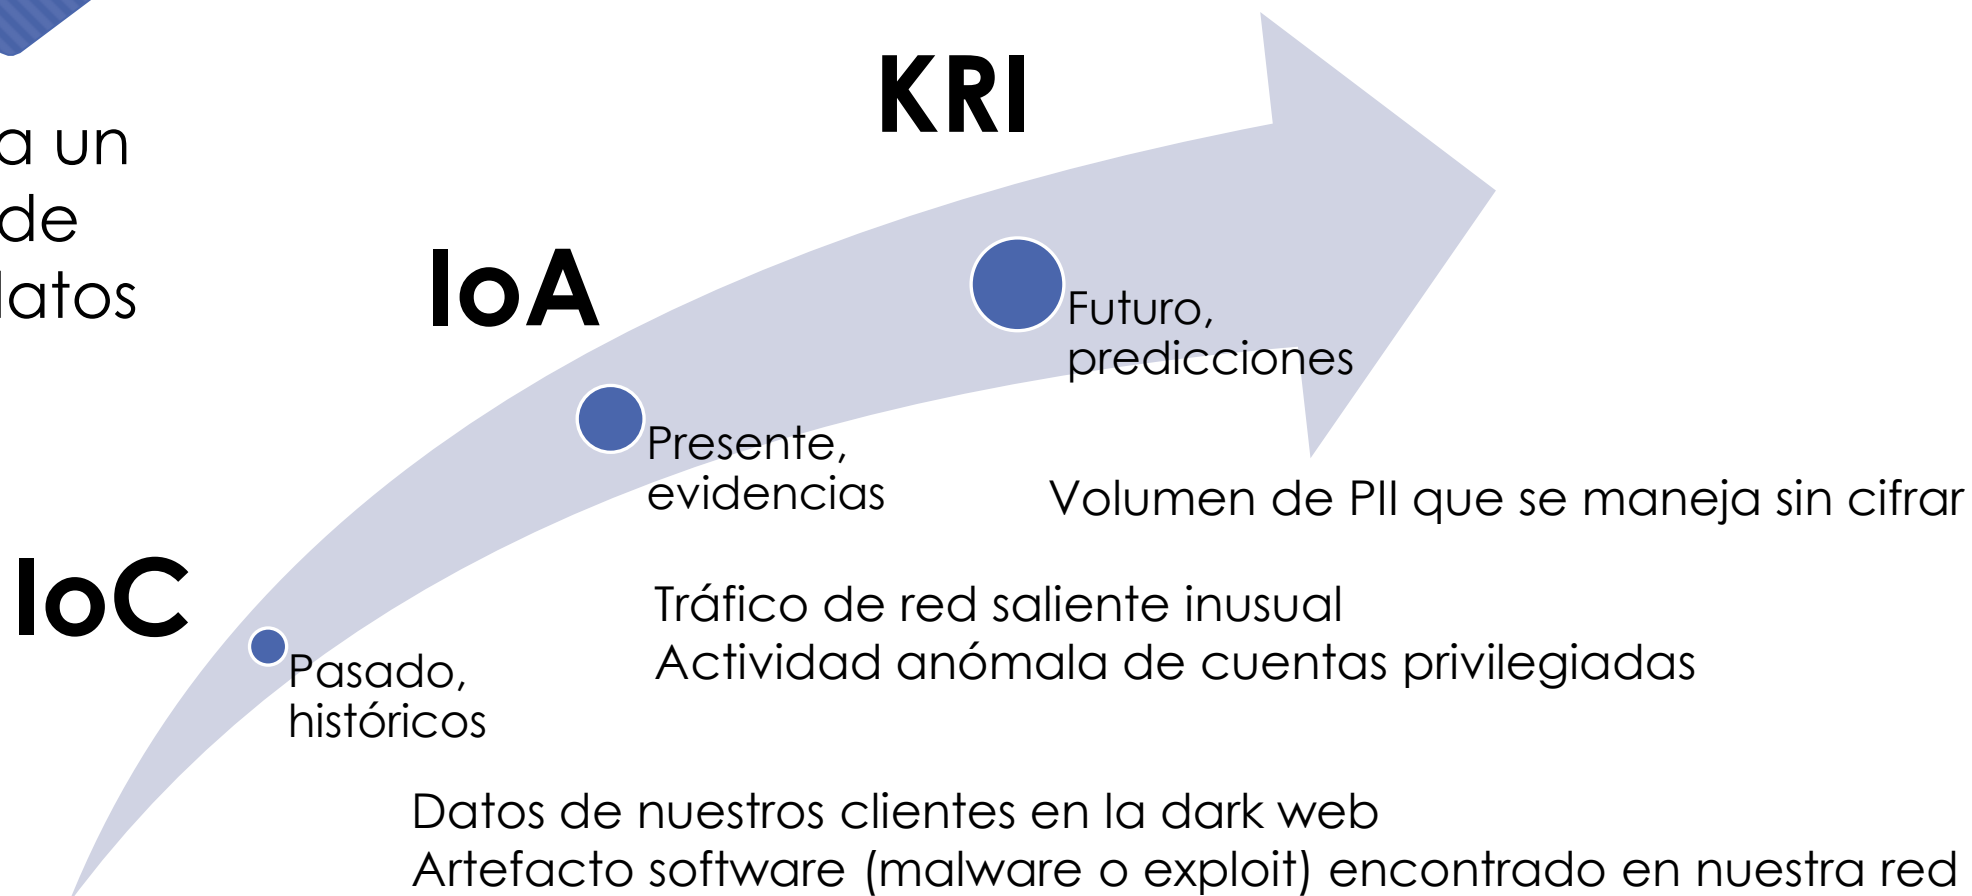 KRI
a un
de
latos
IoA
Futuro,
predicciones
Presente,
evidencias
Volumen de PII que se maneja sin cifrar
IoC
Tráfico de red saliente inusual
Actividad anómala de cuentas privilegiadas
Pasado,
históricos
Datos de nuestros clientes en la dark web
Artefacto software (malware o exploit) encontrado en nuestra red